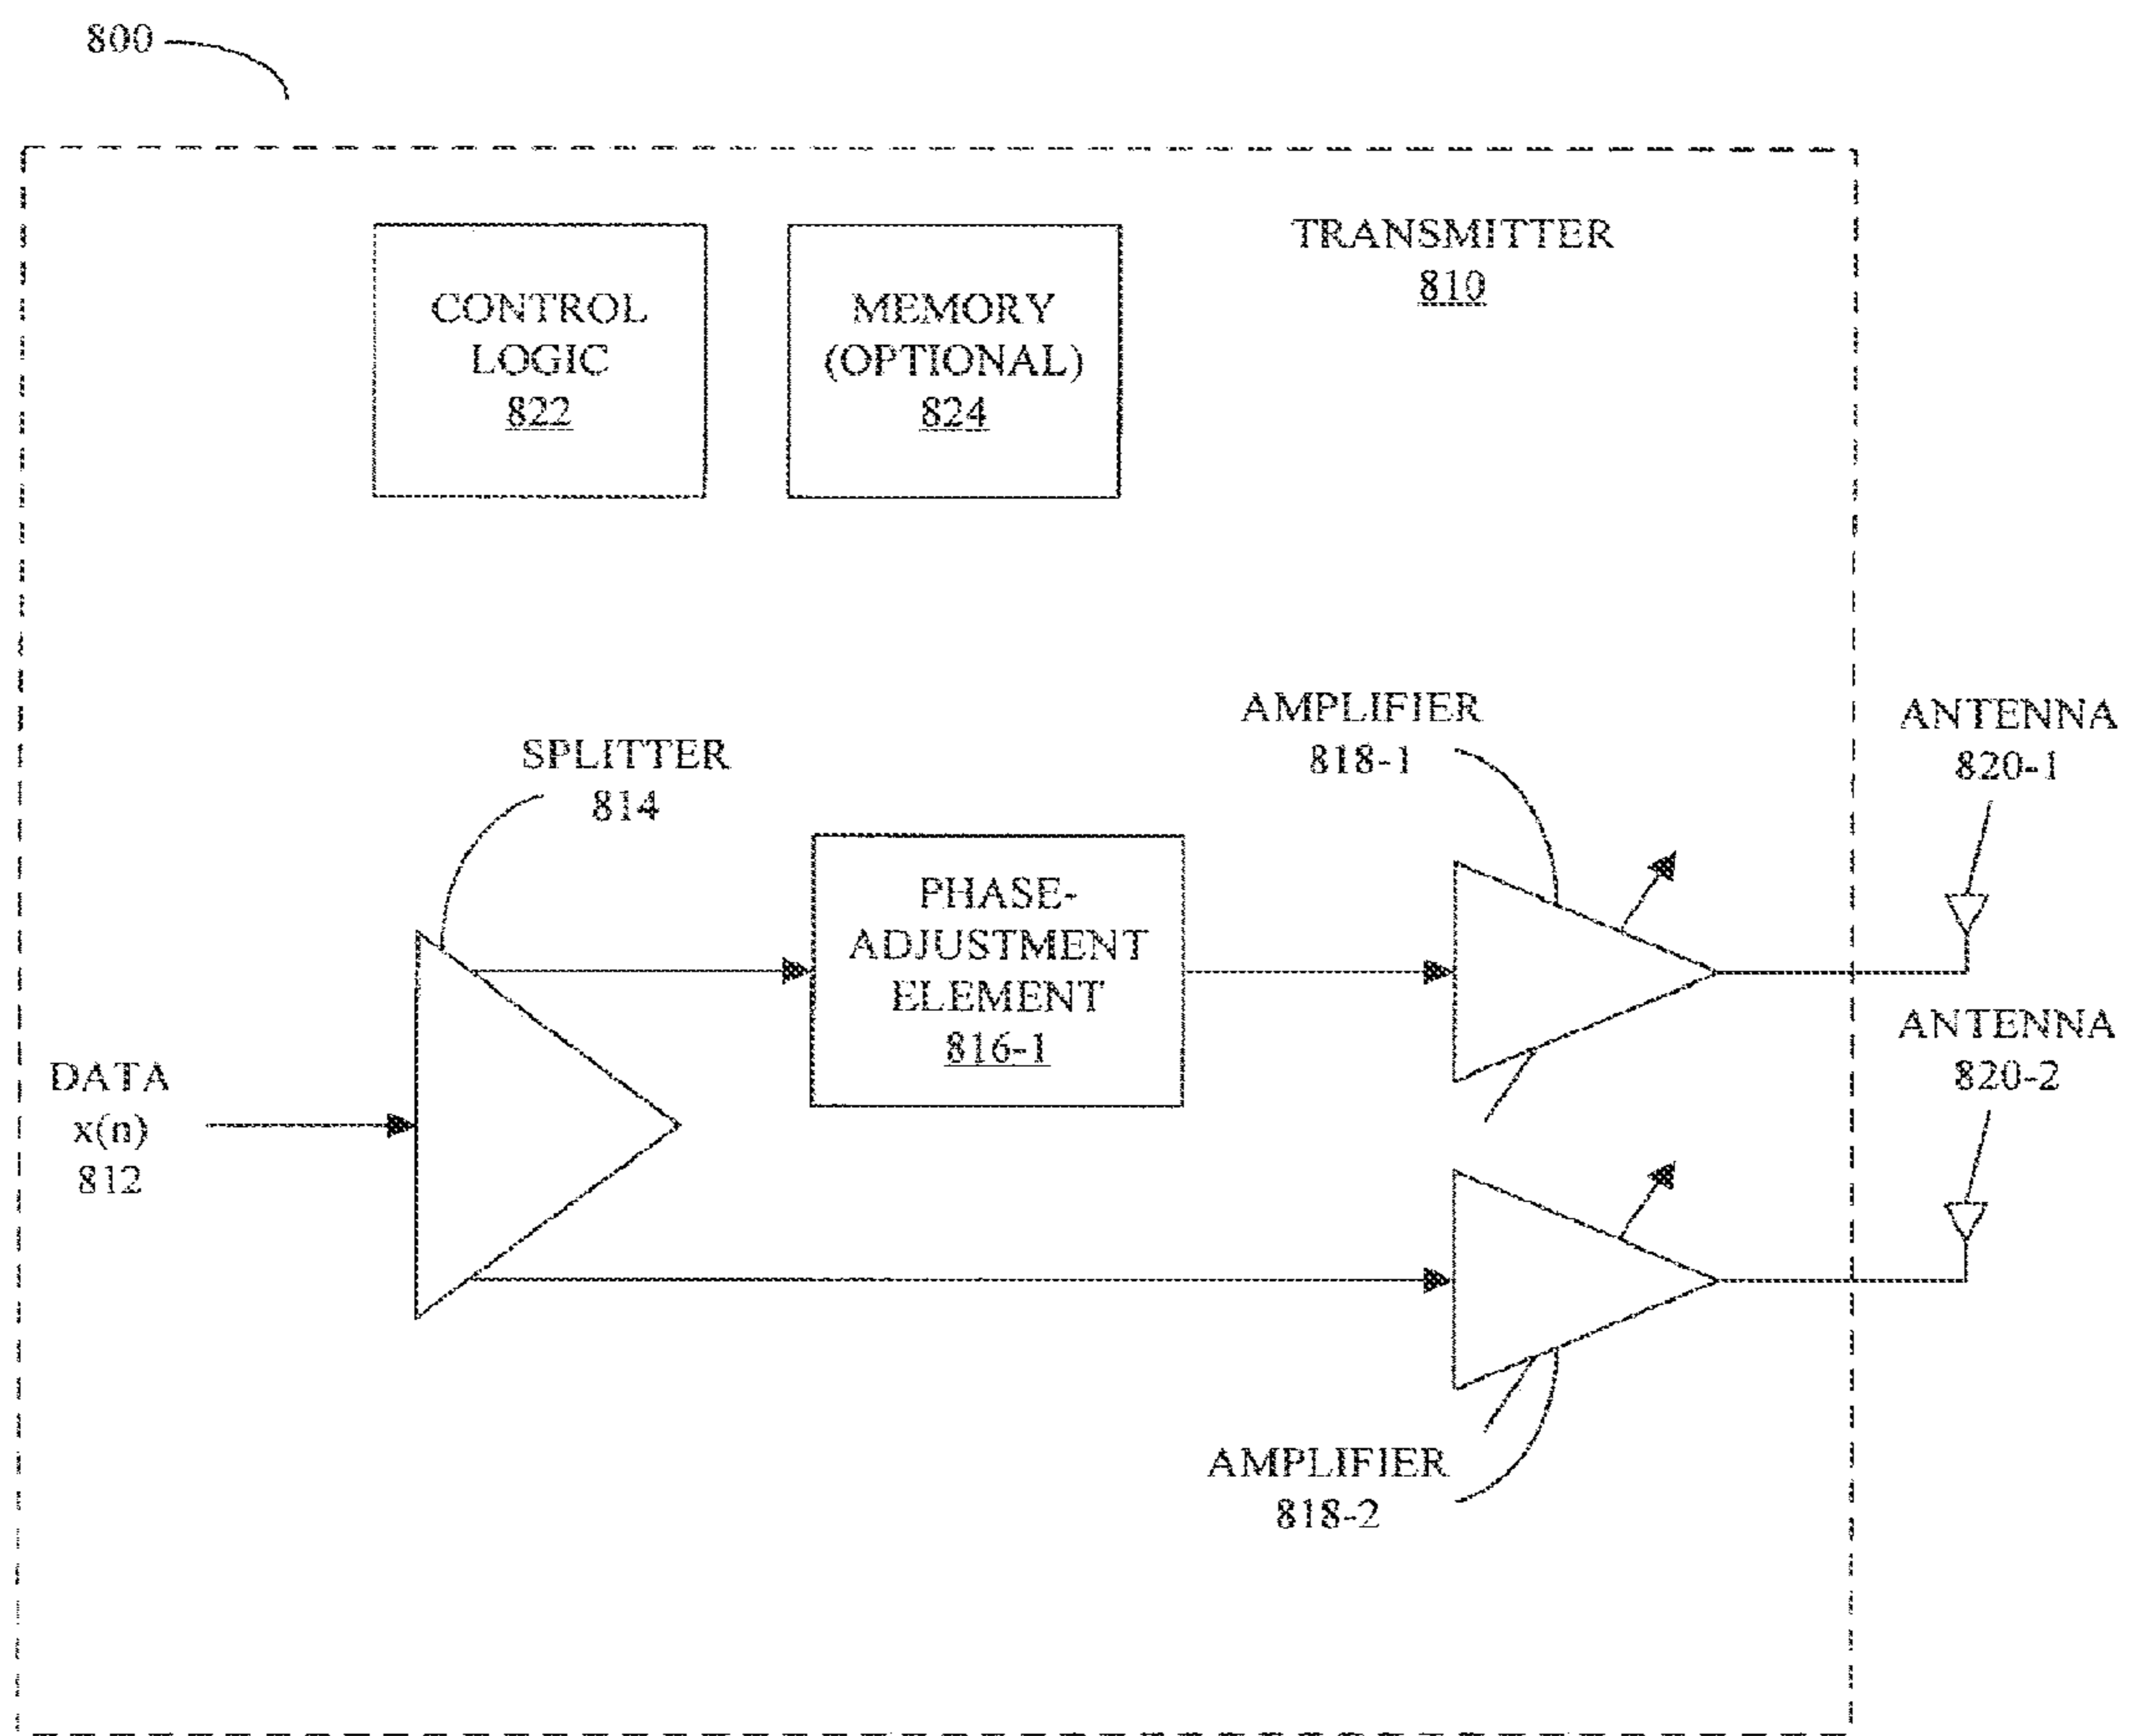 800
TRANSMITTER
810
CONTROL
LOGIC
822
MEMORY
(OPTIONAL)
824
AMPLIFIER
818-1
ANTENNA
820-1
SPLITTER
814
PHASE-
ADJUSTMENT
ELEMENT
816-1
ANTENNA
820-2
DATA
x(n)
812
AMPLIFIER
818-2